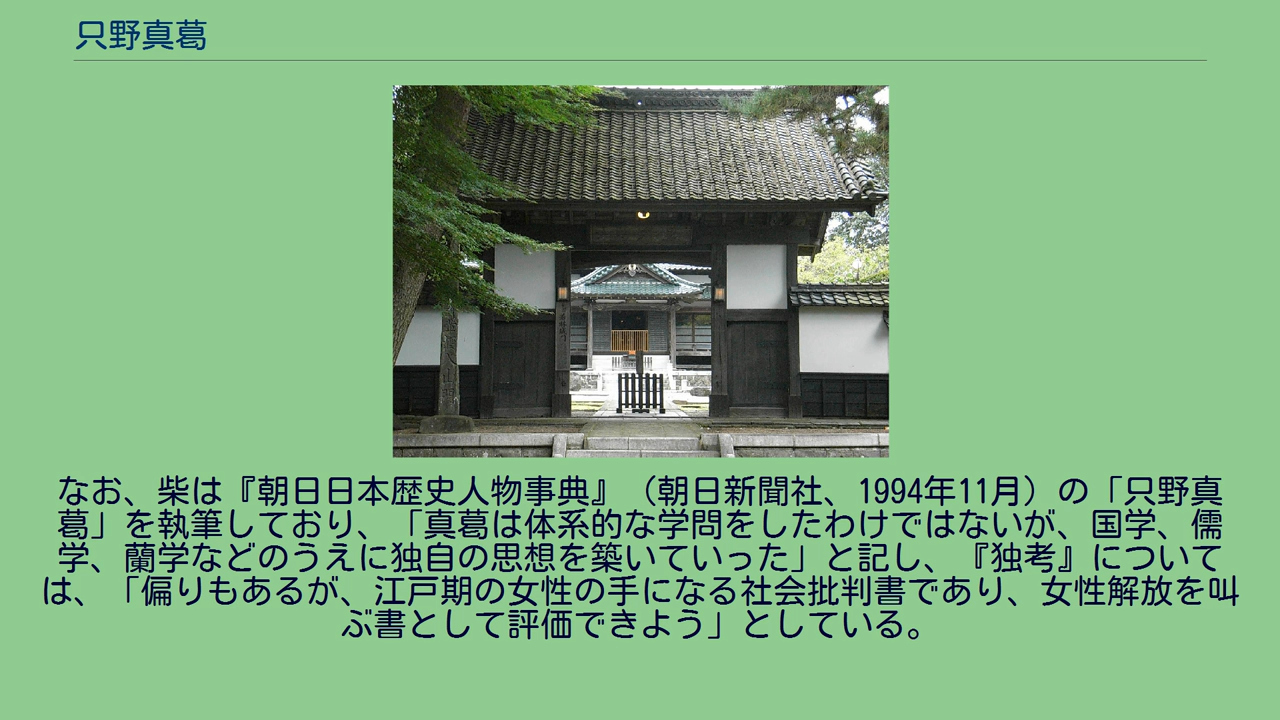 只野真葛
なお、柴は『朝日日本歴史人物事典』（朝日新聞社、1994年11月）の「只野真
葛」を執筆しており、「真葛は体系的な学問をしたわけではないが、国学、儒
学、蘭学などのうえに独自の思想を築いていった」と記し、『独考』について
は、「偏りもあるが、江戸期の女性の手になる社会批判書であり、女性解放を叫
ぶ書として評価できよう」としている。